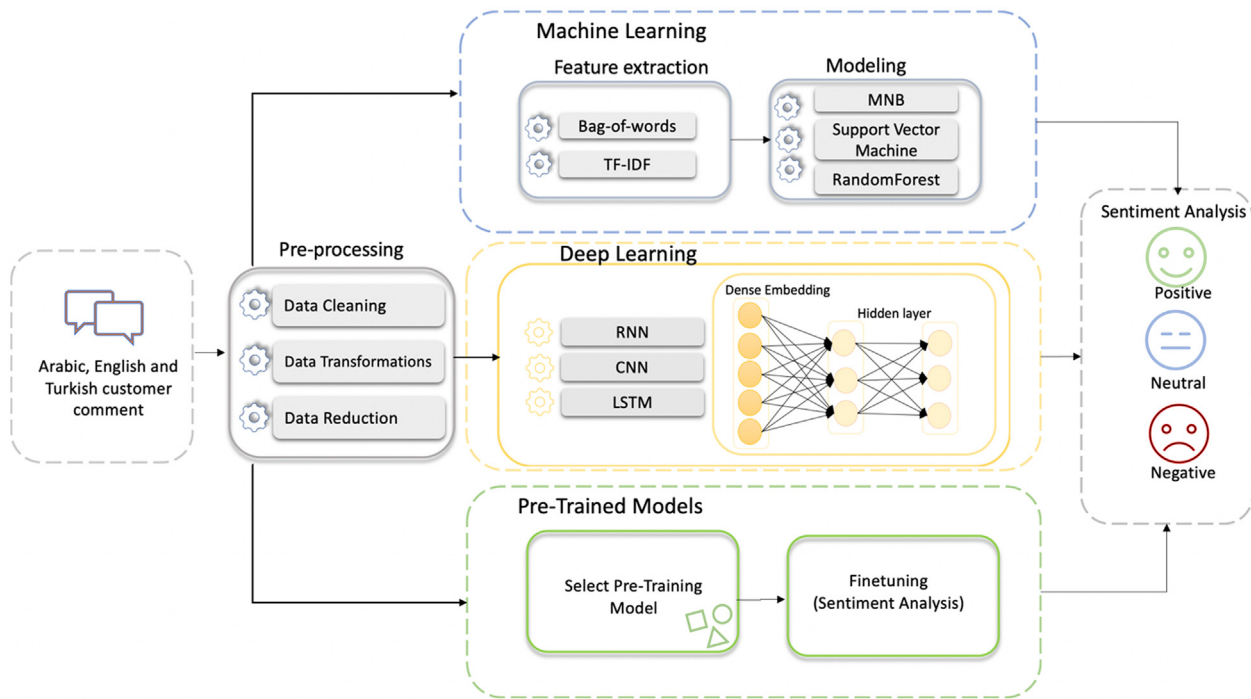 Machine Learning
Feature extraction
Bag-of-words
TF-IDF
Modeling
MNB
Support Vector
Machine
RandomForest
Arabic, English and
Turkish customer
comment
Pre-processing
Data Cleaning
Data Transformations
Data Reduction
Deep Learning
RNN
CNN
LSTM
Dense Embedding
Hidden layer
Pre-Trained Models
Select Pre-Training
Model
Finetuning
(Sentiment Analysis)
Sentiment Analysis
Positive
Neutral
Negative